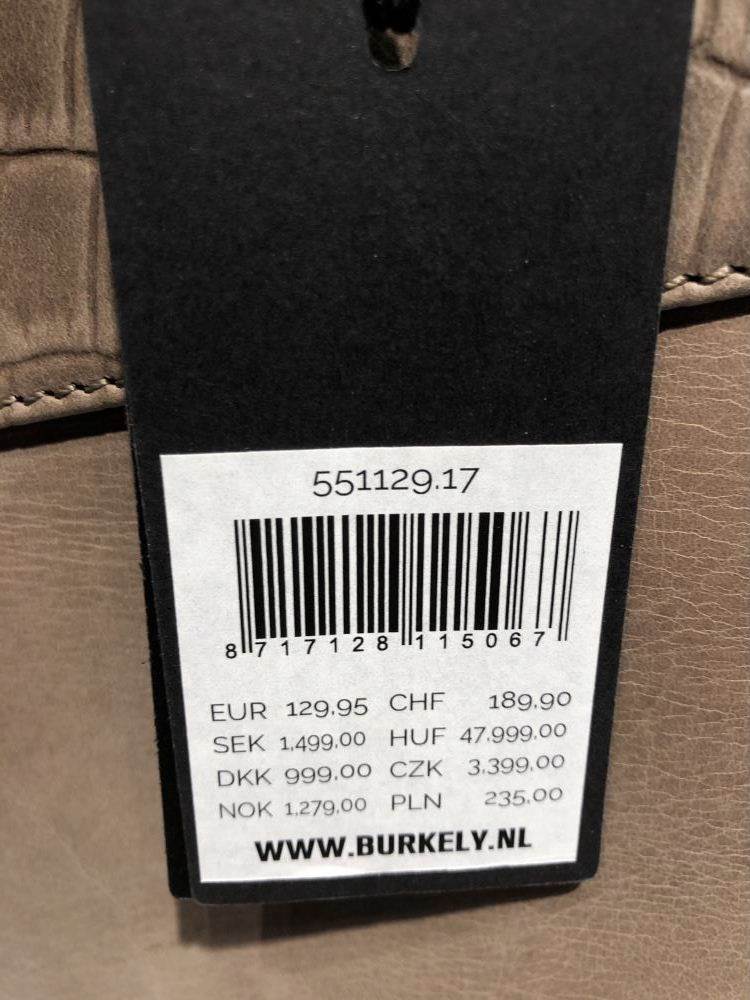 551129.17
8 717128 115067
EUR 129.95 CHF 189.90
SEK 1.499.00 HUF 47.999.00
DKK 999.00 CZK 3.399.00
NOK 1.279.00 PLN 235.00
WWW.BURKELY.NL